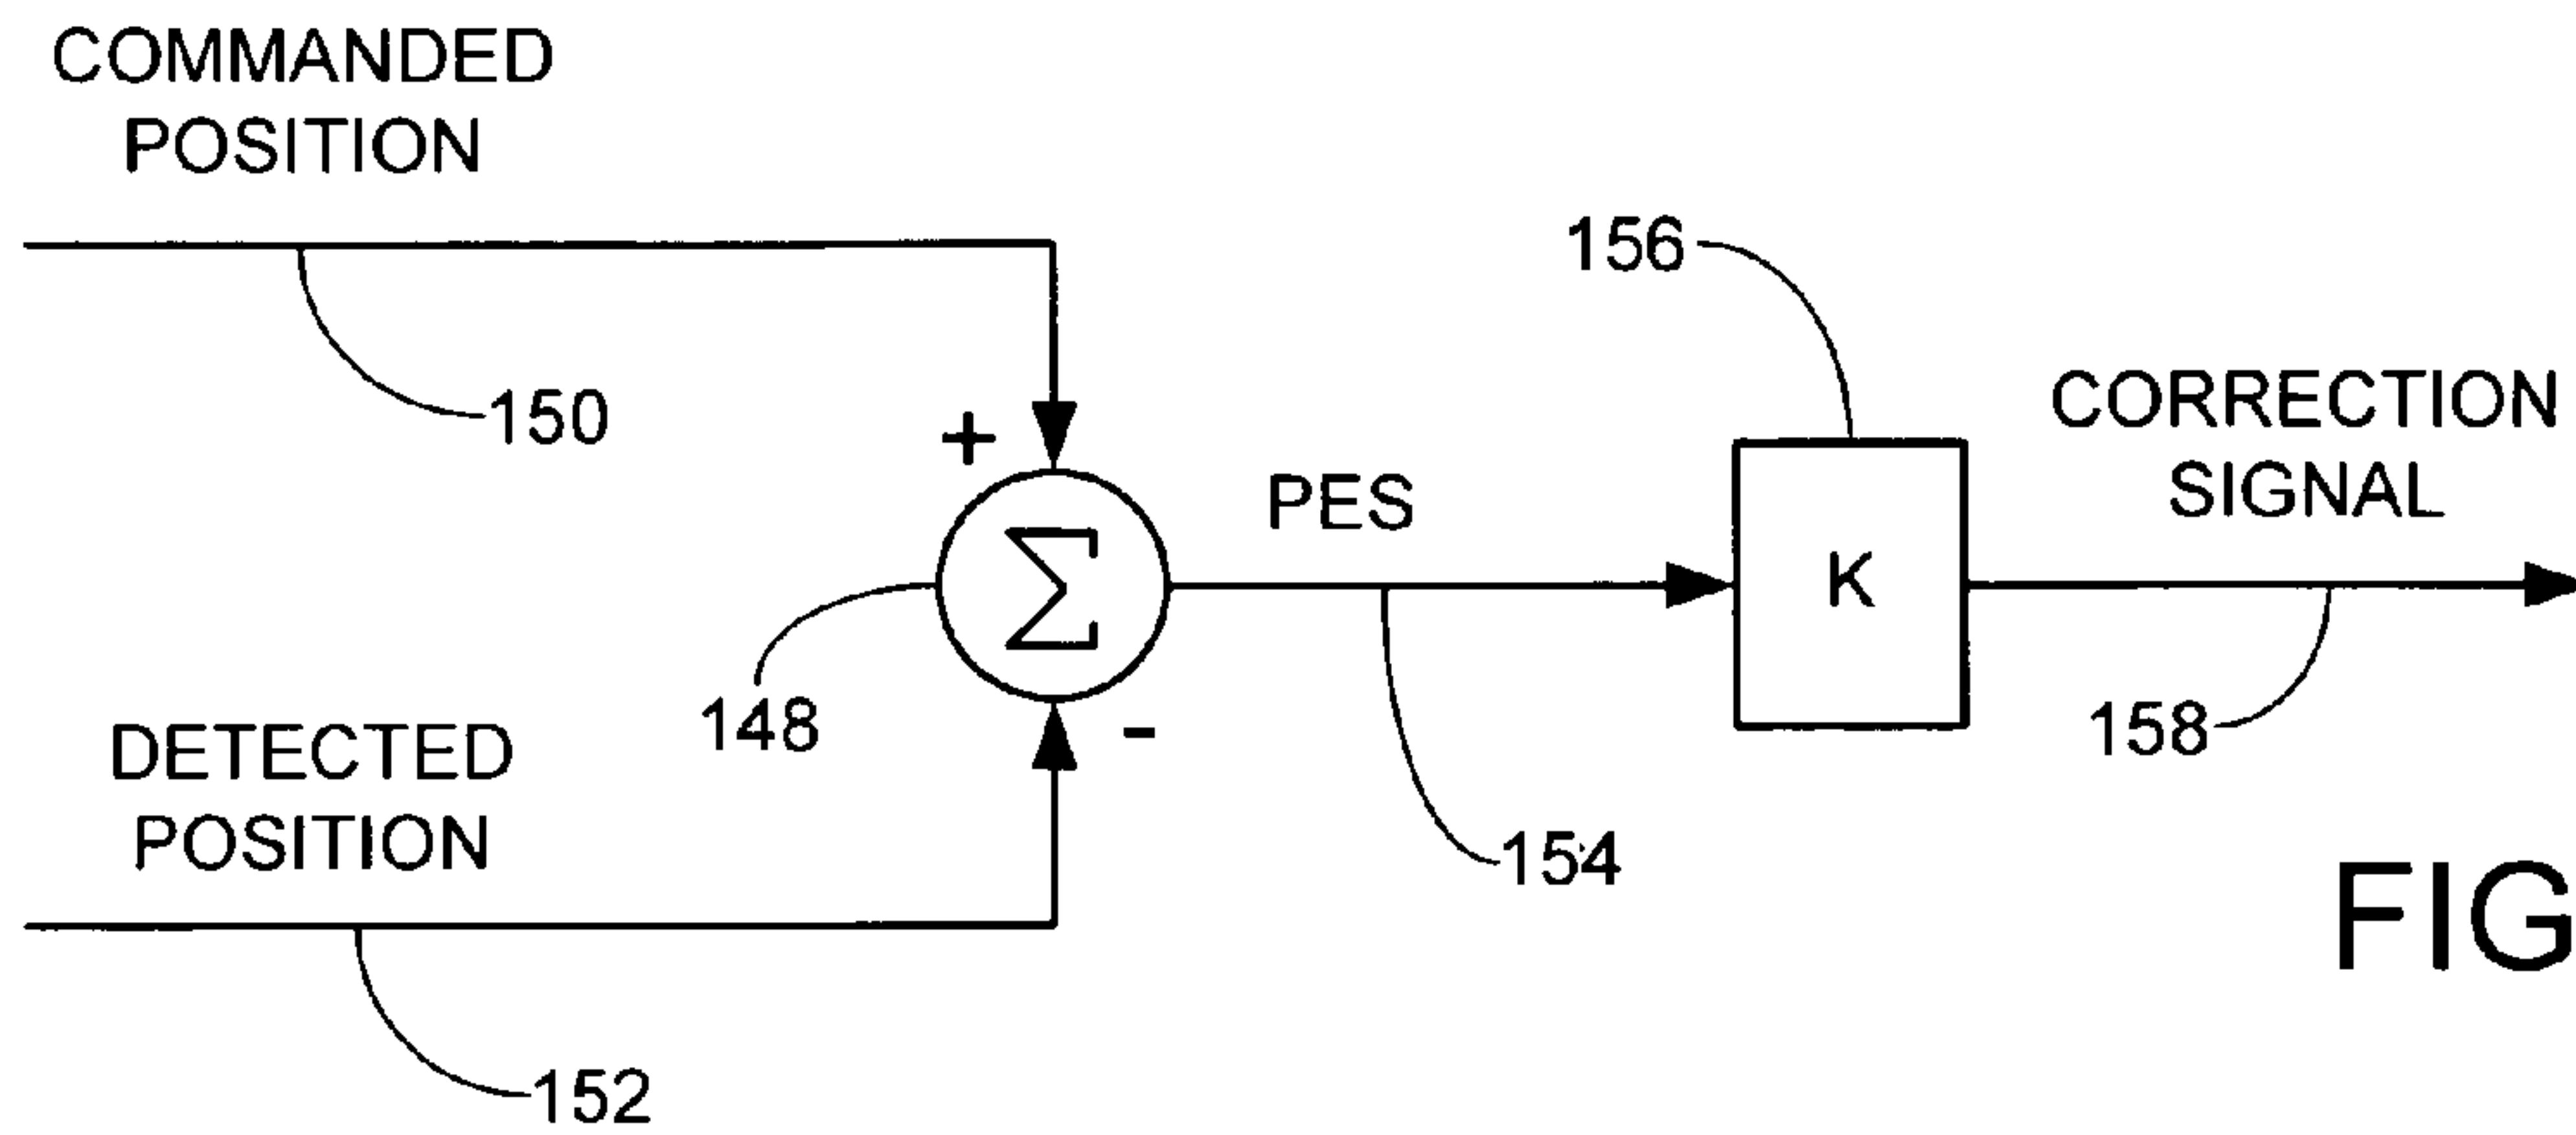 COMMANDED
POSITION
150
+
Σ
148
-
DETECTED
POSITION
152
PES
154
156
K
CORRECTION
SIGNAL
158
FIG